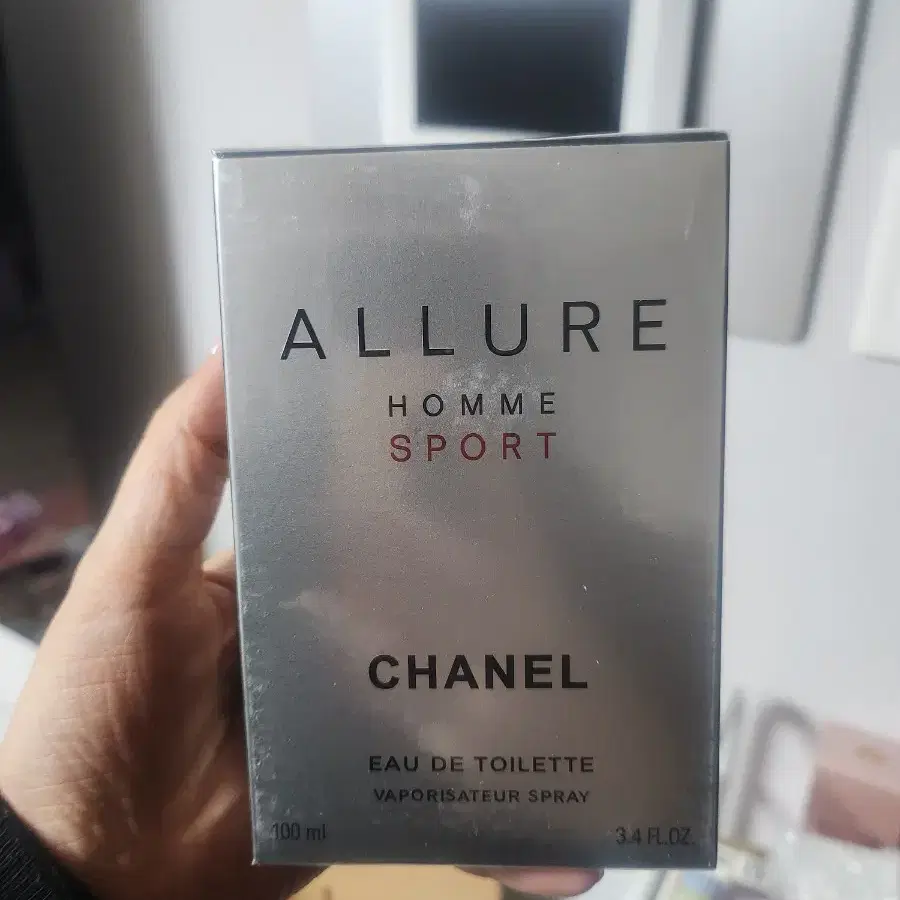 ALLURE
HOMME
SPORT
CHANEL
EAU DE TOILETTE
VAPORISATEUR SPRAY
100 ml 3.4 FL.OZ.